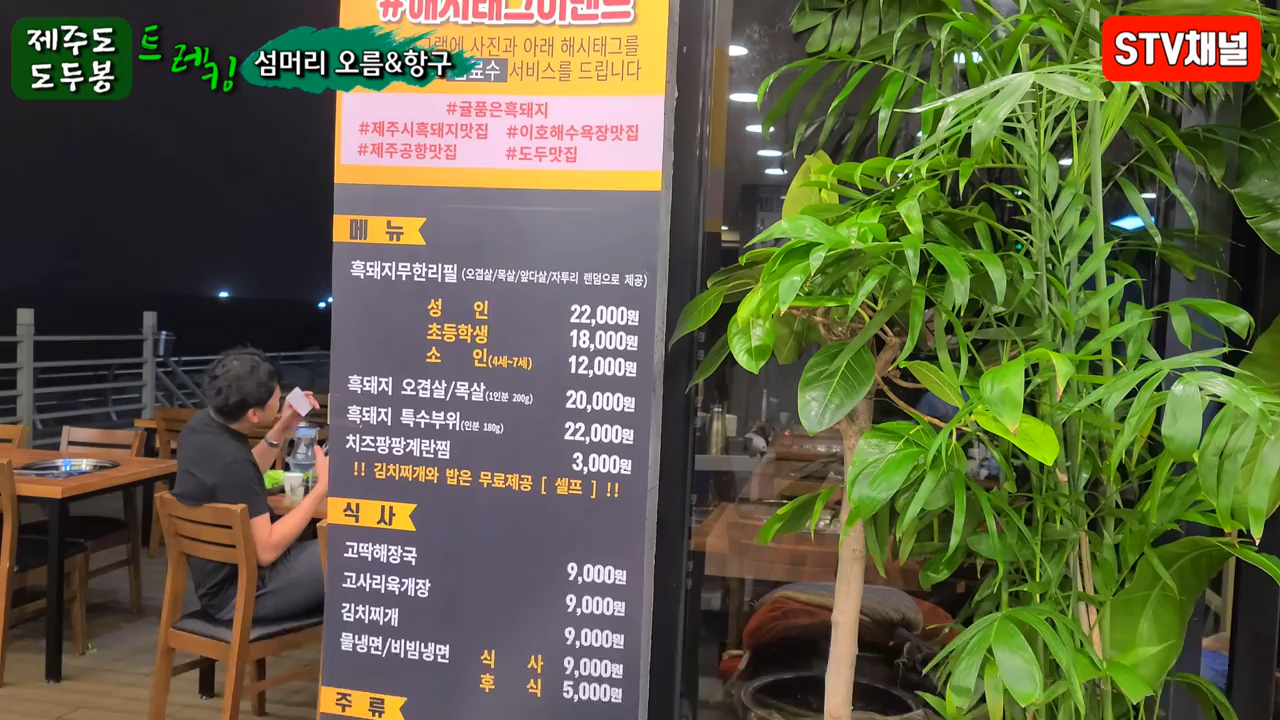 제주도
도두봉
트레킹
섬머리 오름&항구
STV채널
#해시태그이벤트
사진과 아래 해시태그를
료수 서비스를 드립니다
#귤품은흑돼지
#제주시흑돼지맛집 #이호해수욕장맛집
#제주공항맛집 #도두맛집
메 뉴
흑돼지무한리필 (오겹살/목살/앞다살/자투리 랜덤으로 제공)
성 인 22,000원
초등학생 18,000원
소 인(4세~7세) 12,000원
흑돼지 오겹살/목살(1인분 200g) 20,000원
흑돼지 특수부위(인분 180g) 22,000원
치즈팡팡계란찜 3,000원
!! 김치찌개와 밥은 무료제공 [ 셀프 ] !!
식 사
고딱해장국 9,000원
고사리육개장 9,000원
김치찌개 9,000원
물냉면/비빔냉면 식 사 9,000원
후 식 5,000원
주 류